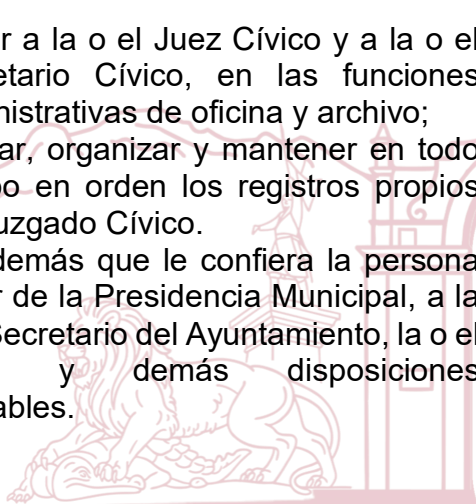 r a la o el Juez Cívico y a la o el
etario Cívico, en las funciones
nistrativas de oficina y archivo;
ar, organizar y mantener en todo
o en orden los registros propios
uzgado Cívico.
demás que le confiera la persona
r de la Presidencia Municipal, a la
Secretario del Ayuntamiento, la o el
y demás disposiciones
ables.